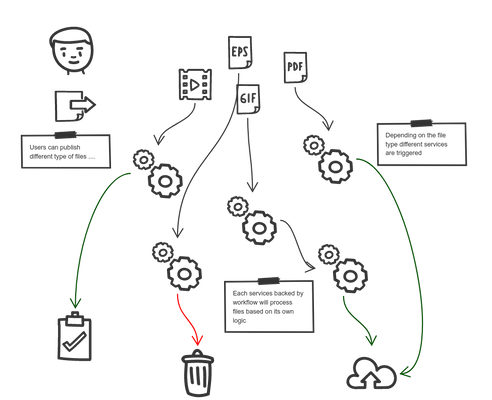 EPS
PDF
GIF
Users can publish
different type of files ....
Depending on the file
type different services
are triggered
Each services backed by
workflow will process
files based on its own
logic